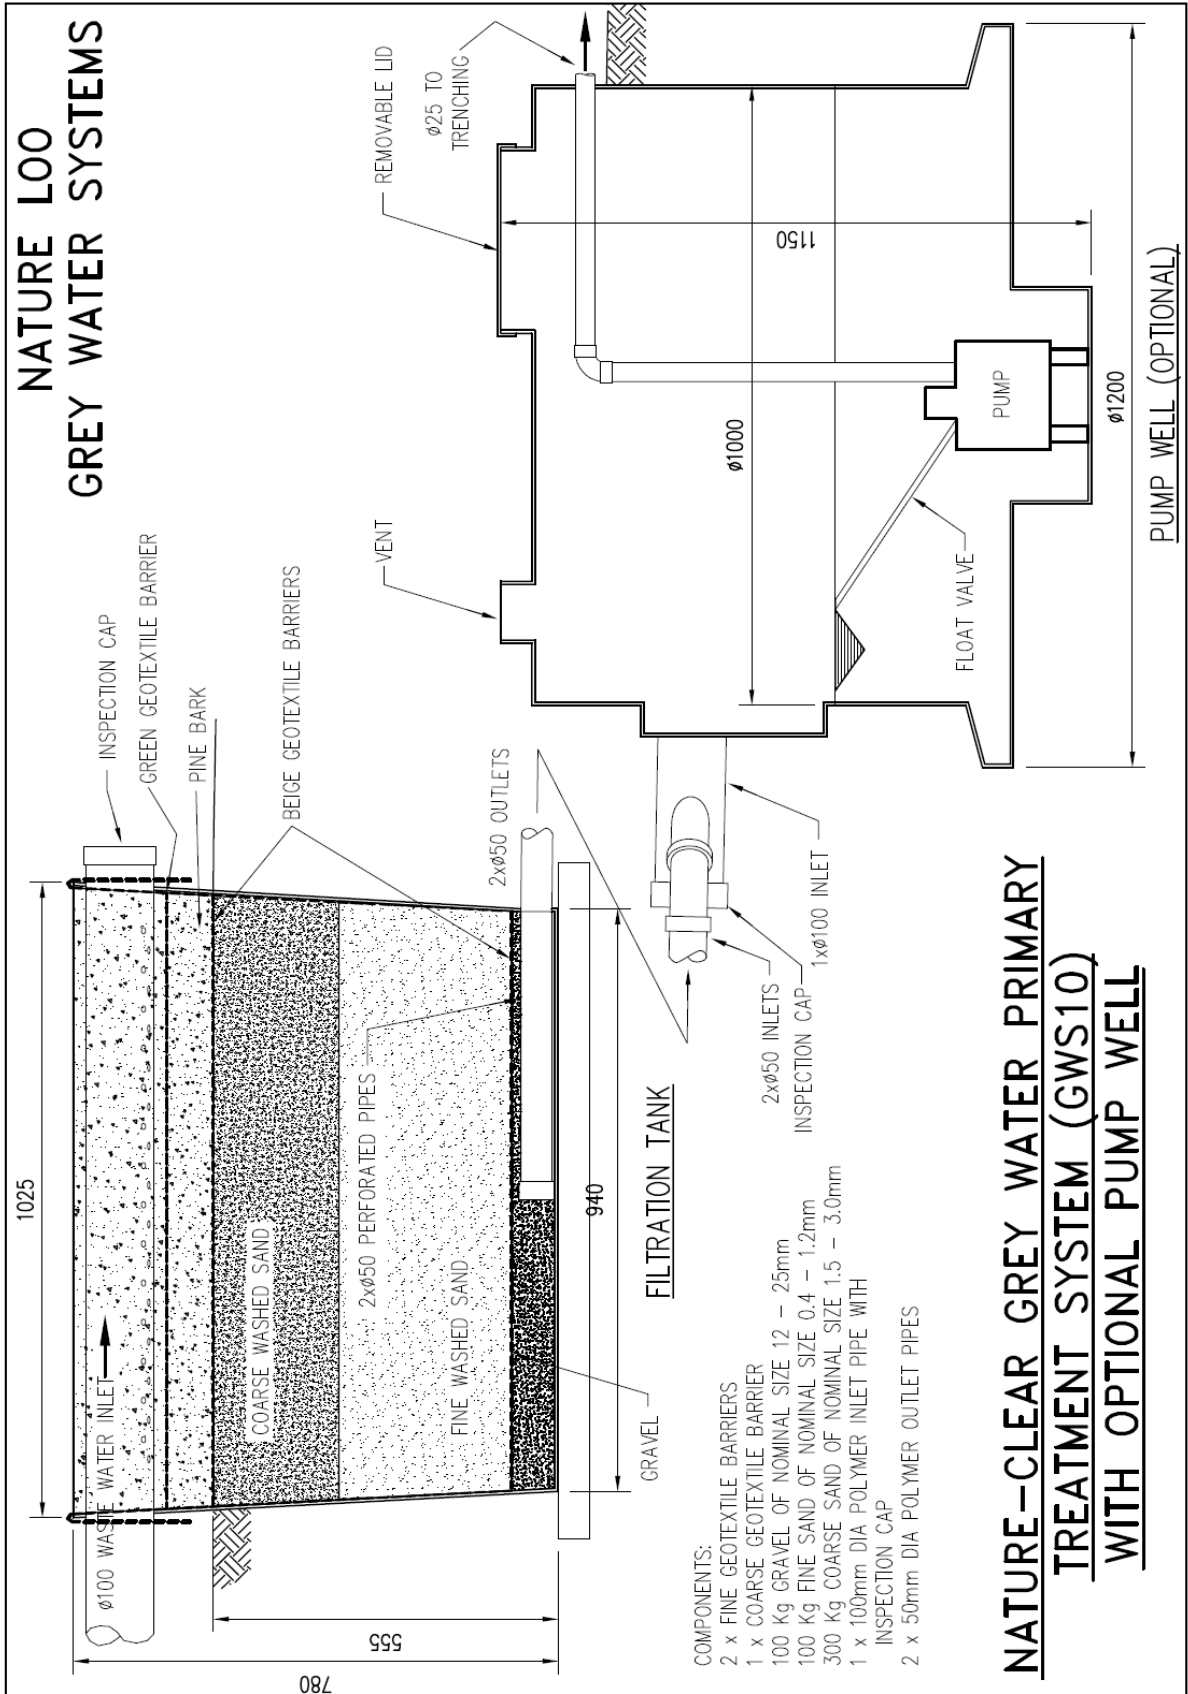 NATURE LOO
GREY WATER SYSTEMS
1025
ø100 WASTE WATER INLET
INSPECTION CAP
GREEN GEOTEXTILE BARRIER
PINE BARK
BEIGE GEOTEXTILE BARRIERS
COARSE WASHED SAND
2xø50 PERFORATED PIPES
FINE WASHED SAND
2xø50 OUTLETS
GRAVEL
940
555
780
FILTRATION TANK
VENT
REMOVABLE LID
ø25 TO
TRENCHING
ø1000
1150
PUMP
FLOAT VALVE
ø1200
PUMP WELL (OPTIONAL)
2xø50 INLETS
INSPECTION CAP
1xø100 INLET
COMPONENTS:
2 x FINE GEOTEXTILE BARRIERS
1 x COARSE GEOTEXTILE BARRIER
100 Kg GRAVEL OF NOMINAL SIZE 12 - 25mm
100 Kg FINE SAND OF NOMINAL SIZE 0.4 - 1.2mm
300 Kg COARSE SAND OF NOMINAL SIZE 1.5 - 3.0mm
1 x 100mm DIA POLYMER INLET PIPE WITH
INSPECTION CAP
2 x 50mm DIA POLYMER OUTLET PIPES
NATURE-CLEAR GREY WATER PRIMARY
TREATMENT SYSTEM (GWS10)
WITH OPTIONAL PUMP WELL